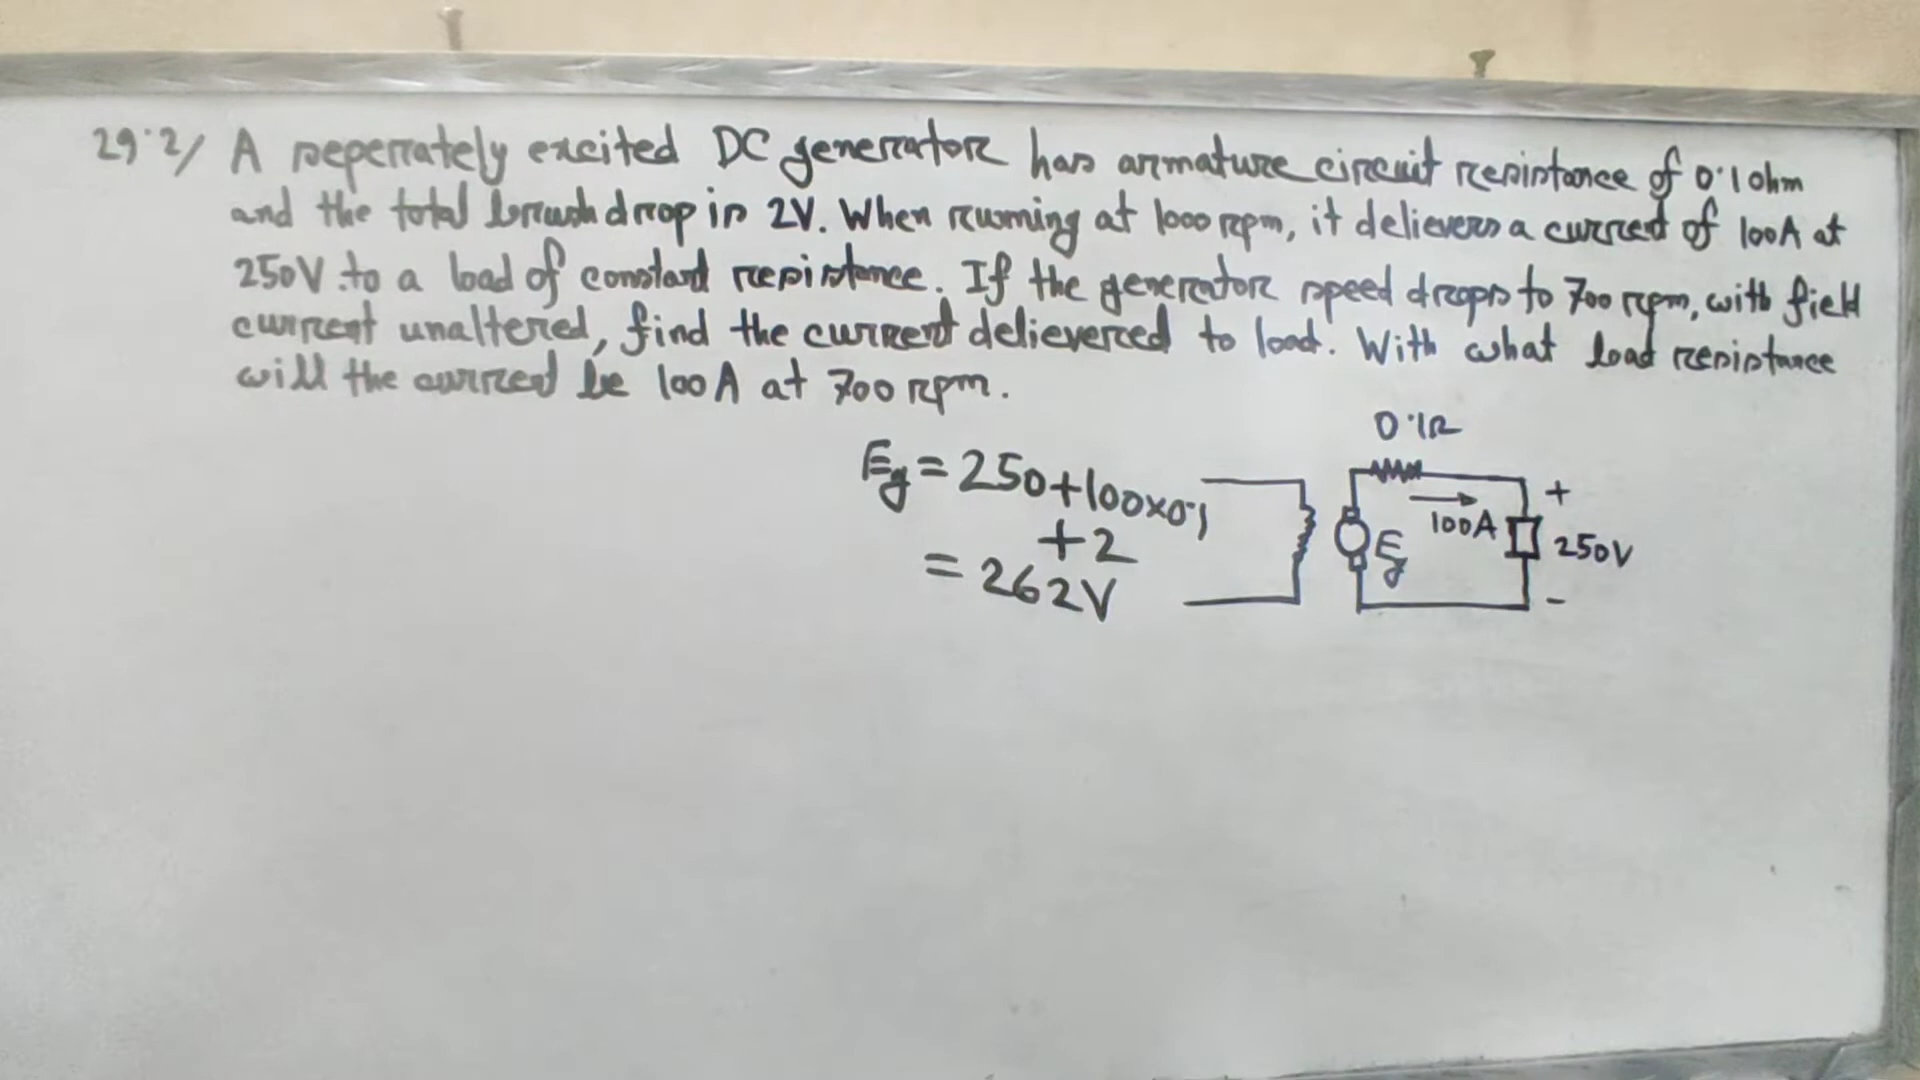 29.2/ A seperately excited DC generator has armature circuit resistance of 0.1 ohm
and the total brush drop is 2V. When running at 1000 rpm, it delievers a current of 100A at
250V to a load of constant resistance. If the generator speed drops to 700 rpm, with field
current unaltered, find the current delievered to load. With what load resistance
will the current be 100A at 700 rpm.
0.1Ω
Eg = 250+100×0.1
+2
= 262V
Eg
100A
+
250V
-